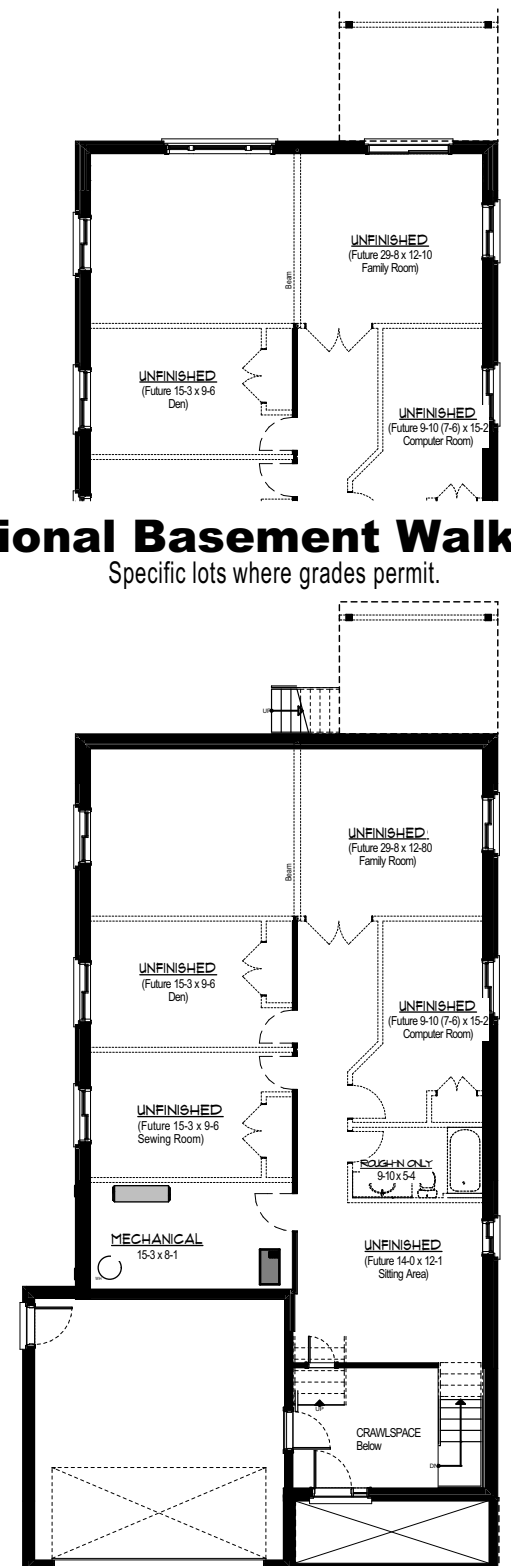 UNFINISHED
(Future 29-8 x 12-10
Family Room)
Beam
UNFINISHED
(Future 15-3 x 9-6
Den)
UNFINISHED
(Future 9-10 (7-6) x 15-2
Computer Room)
ional Basement Walk
Specific lots where grades permit.
UP
UNFINISHED
(Future 29-8 x 12-80
Family Room)
Beam
UNFINISHED
(Future 15-3 x 9-6
Den)
UNFINISHED
(Future 9-10 (7-6) x 15-2
Computer Room)
UNFINISHED
(Future 15-3 x 9-6
Sewing Room)
ROUGH-IN ONLY
9-10 x 5-4
MECHANICAL
15-3 x 8-1
UNFINISHED
(Future 14-0 x 12-1
Sitting Area)
UP
CRAWLSPACE
Below
DN